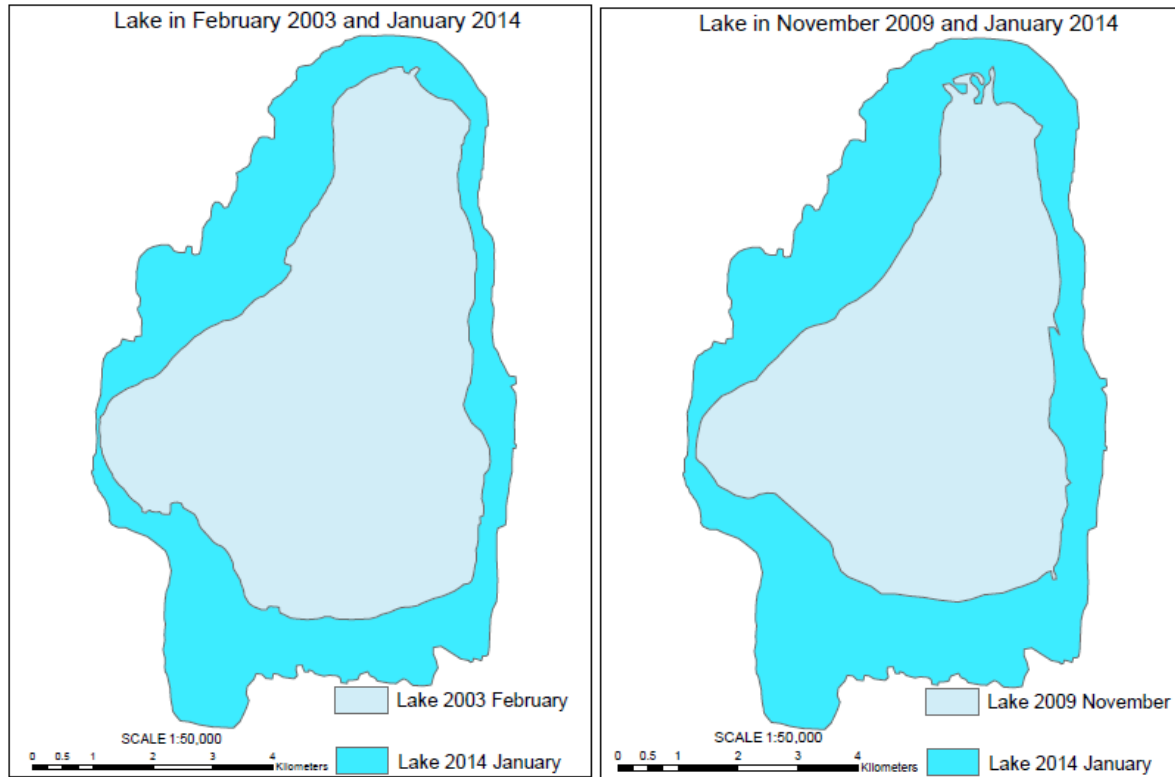 Lake in February 2003 and January 2014
Lake 2003 February
SCALE 1:50,000
0 0.5 1 2 3 4
Kilometers
Lake 2014 January
Lake in November 2009 and January 2014
Lake 2009 November
SCALE 1:50,000
0 0.5 1 2 3 4
Kilometers
Lake 2014 January